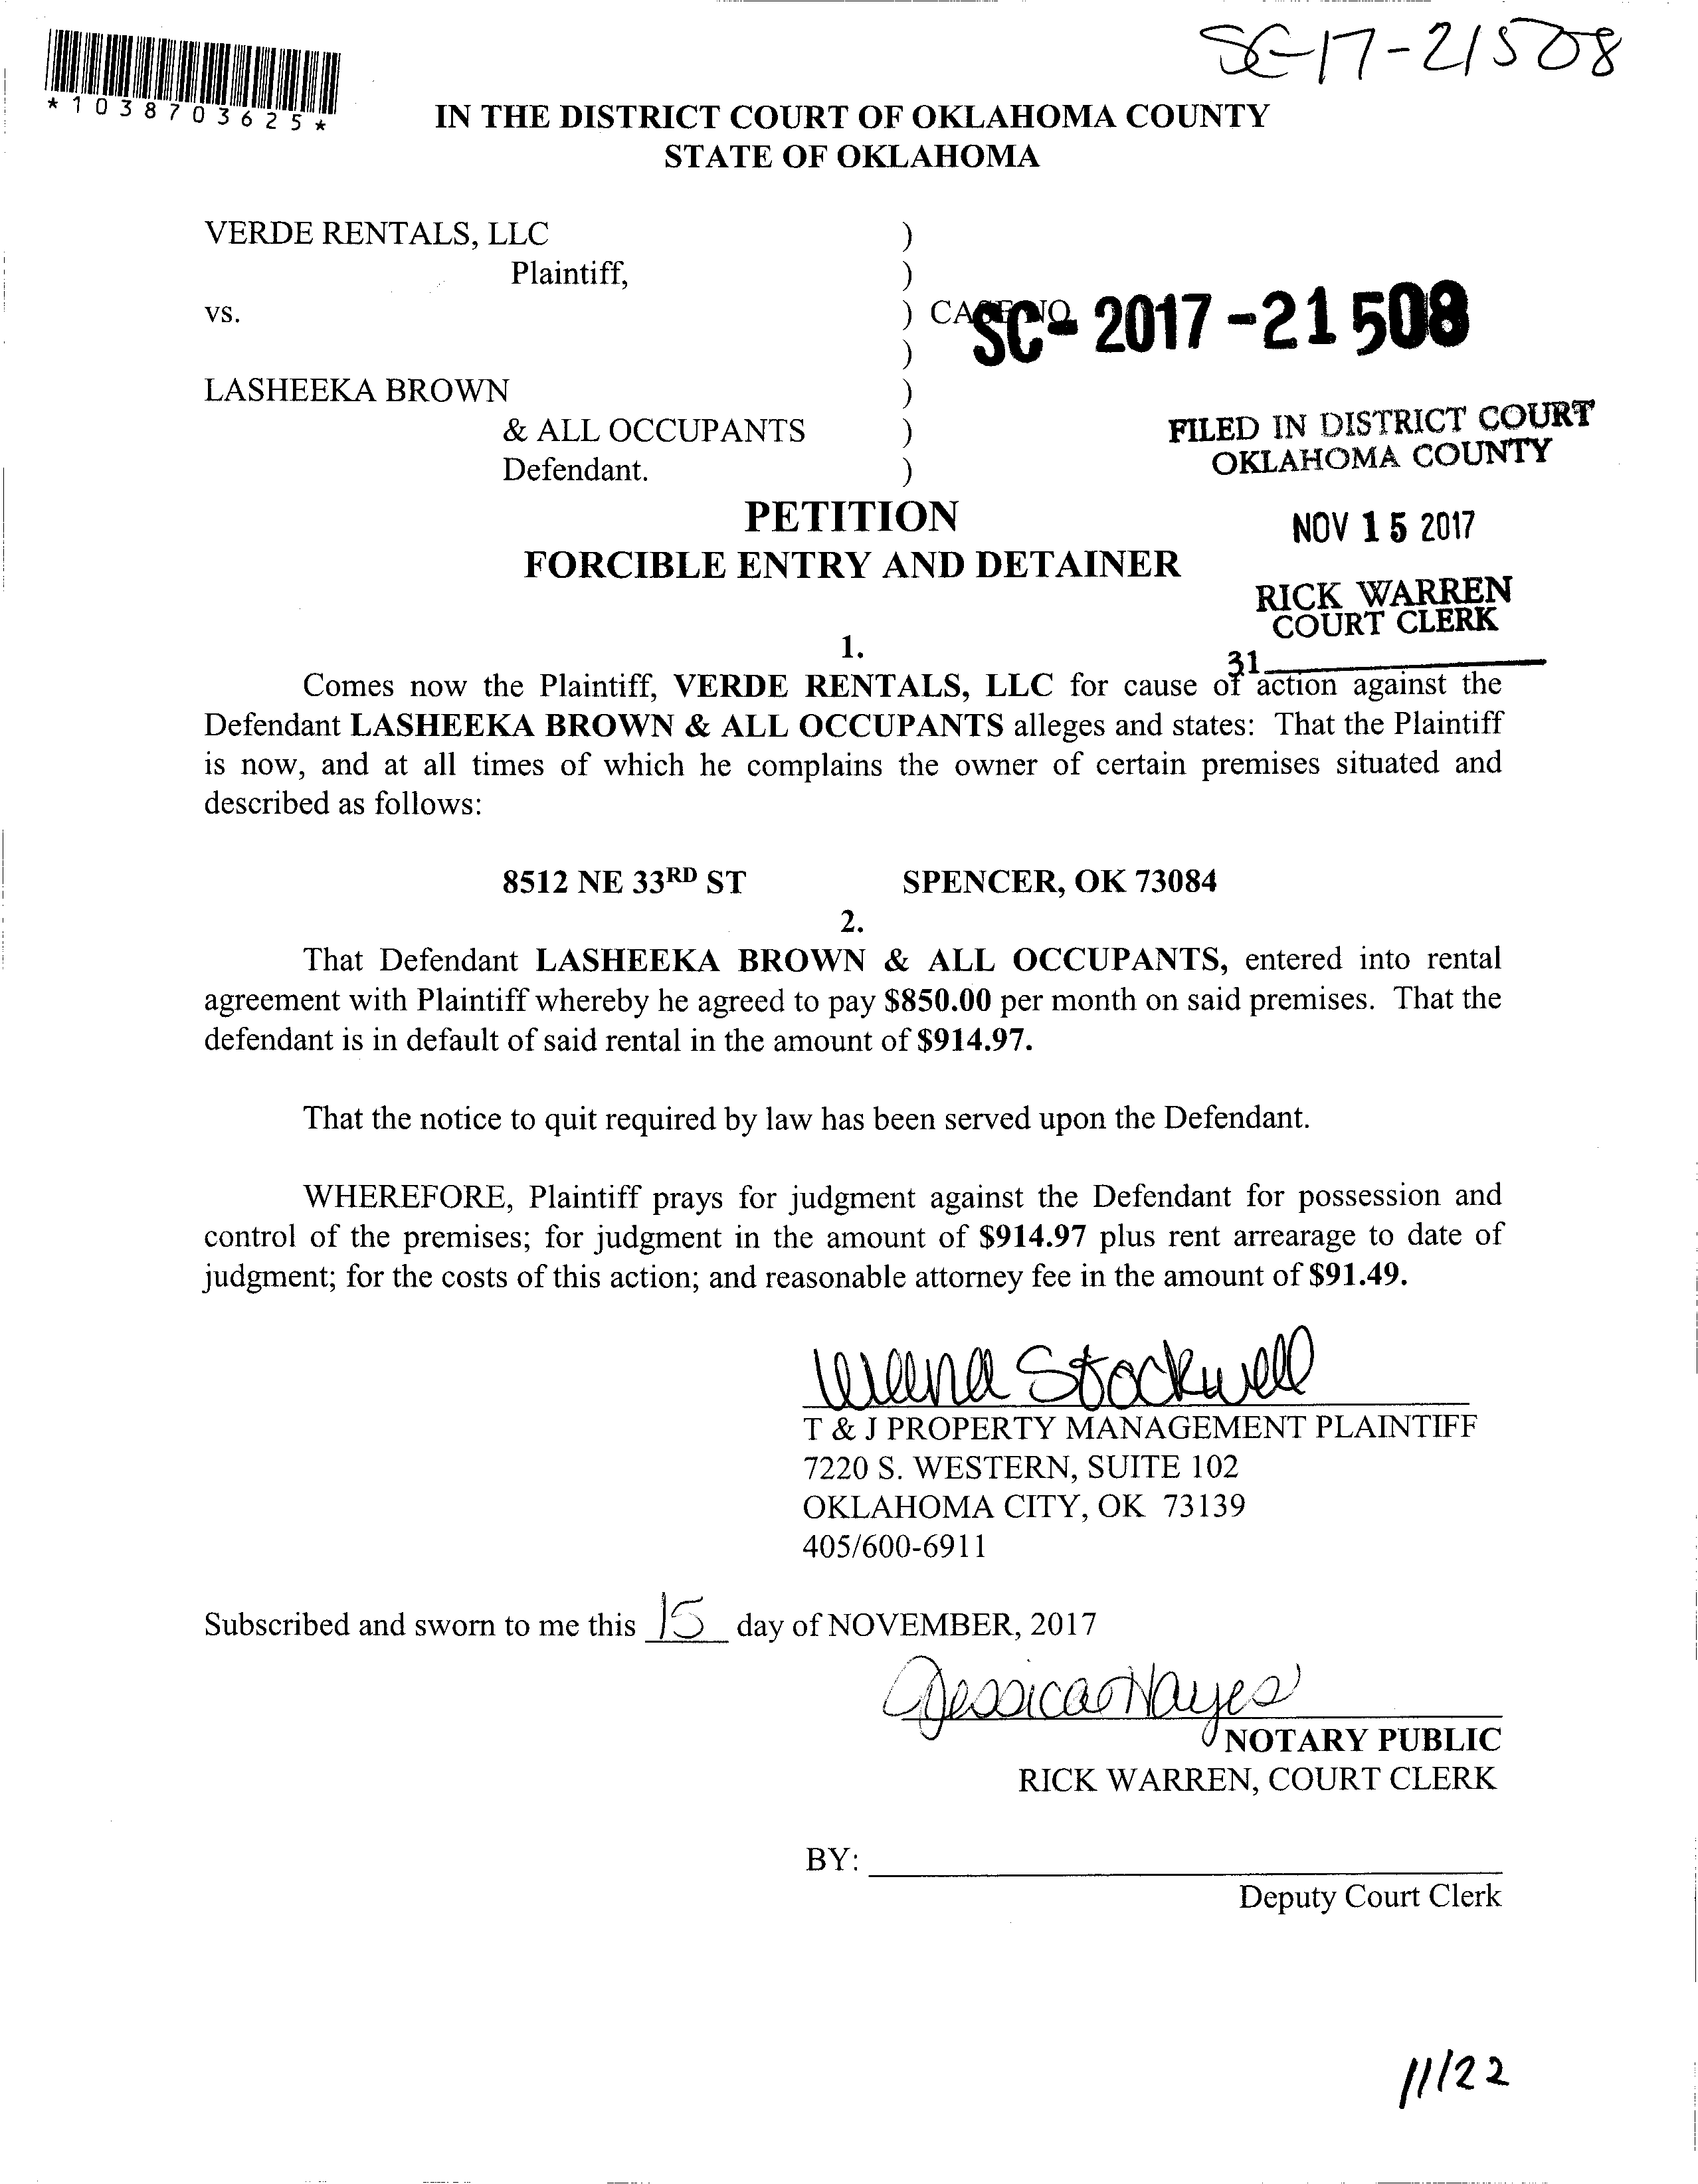 SC-17-21508
*1038703625*
IN THE DISTRICT COURT OF OKLAHOMA COUNTY
STATE OF OKLAHOMA
VERDE RENTALS, LLC )
Plaintiff, )
vs. ) CASE NO. SC- 2017-21508
)
LASHEEKA BROWN )
& ALL OCCUPANTS )
Defendant. )
FILED IN DISTRICT COURT
OKLAHOMA COUNTY
NOV 15 2017
RICK WARREN
COURT CLERK
31
PETITION
FORCIBLE ENTRY AND DETAINER
1.
Comes now the Plaintiff, VERDE RENTALS, LLC for cause of action against the
Defendant LASHEEKA BROWN & ALL OCCUPANTS alleges and states: That the Plaintiff
is now, and at all times of which he complains the owner of certain premises situated and
described as follows:
8512 NE 33RD ST SPENCER, OK 73084
2.
That Defendant LASHEEKA BROWN & ALL OCCUPANTS, entered into rental
agreement with Plaintiff whereby he agreed to pay $850.00 per month on said premises. That the
defendant is in default of said rental in the amount of $914.97.
That the notice to quit required by law has been served upon the Defendant.
WHEREFORE, Plaintiff prays for judgment against the Defendant for possession and
control of the premises; for judgment in the amount of $914.97 plus rent arrearage to date of
judgment; for the costs of this action; and reasonable attorney fee in the amount of $91.49.
Stockwell
T & J PROPERTY MANAGEMENT PLAINTIFF
7220 S. WESTERN, SUITE 102
OKLAHOMA CITY, OK 73139
405/600-6911
Subscribed and sworn to me this 15 day of NOVEMBER, 2017
Jessica Hayes
NOTARY PUBLIC
RICK WARREN, COURT CLERK
BY:
Deputy Court Clerk
11/22